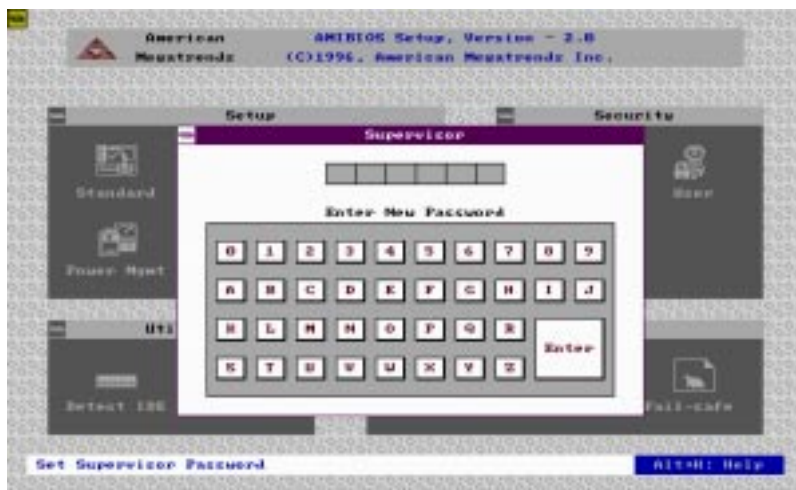 American Megatrends
AMIBIOS Setup, Version - 2.0
(C)1996, American Megatrends Inc.
Setup
Security
Supervisor
Standard
User
Enter New Password
0 1 2 3 4 5 6 7 8 9
Power Mgmt
A B C D E F G H I J
Uti
K L M N O P Q R
Enter
S T U V W X Y Z
Detect IDE
Fail-safe
Set Supervisor Password
Alt+H: Help